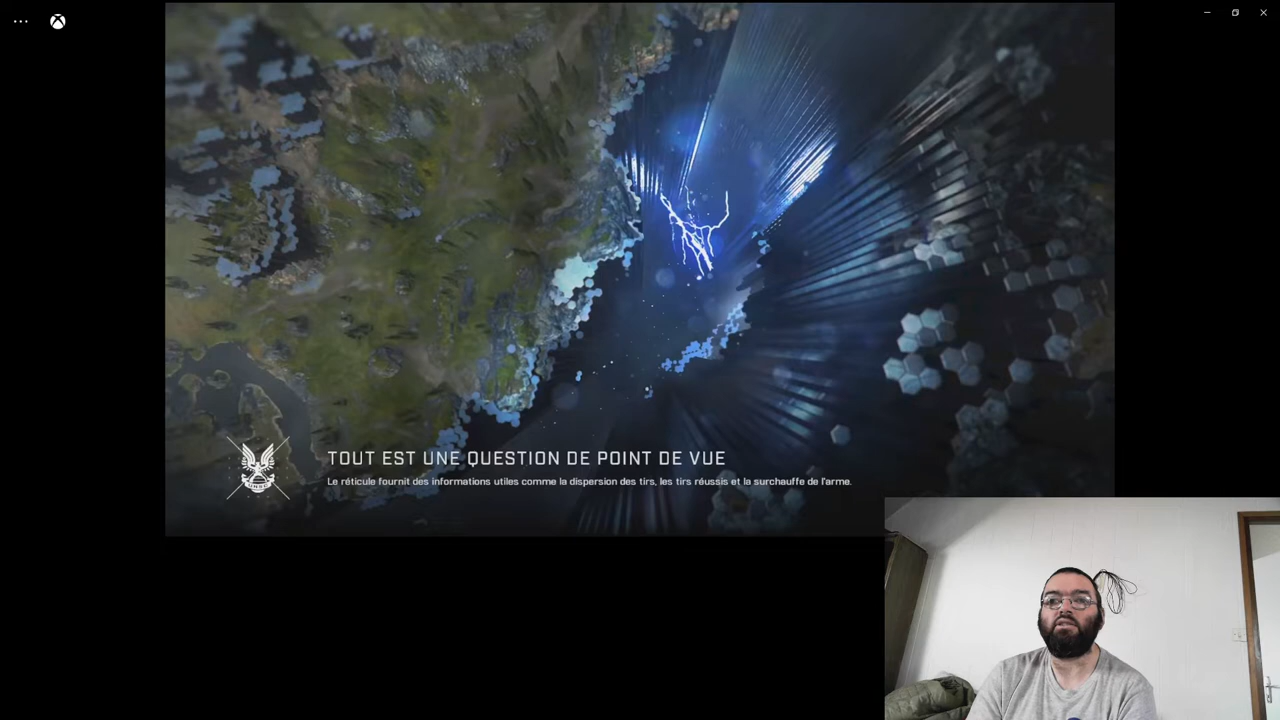 TOUT EST UNE QUESTION DE POINT DE VUE
Le réticule fournit des informations utiles comme la dispersion des tirs, les tirs réussis et la surchauffe de l'arme.